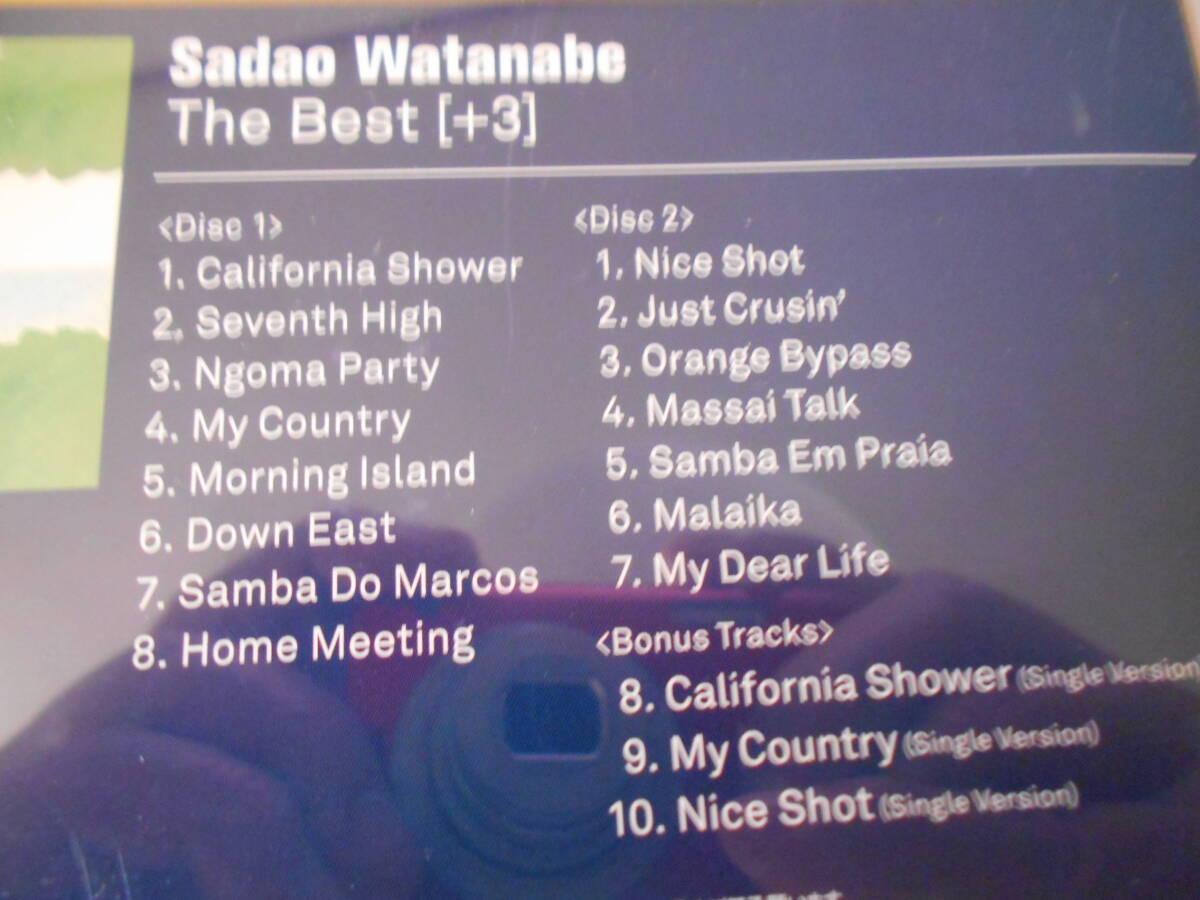 Sadao Watanabe
The Best [+3]
<Disc 1>
1. California Shower
2. Seventh High
3. Ngoma Party
4. My Country
5. Morning Island
6. Down East
7. Samba Do Marcos
8. Home Meeting
<Disc 2>
1. Nice Shot
2. Just Crusin'
3. Orange Bypass
4. Massai Talk
5. Samba Em Praia
6. Malaika
7. My Dear Life
<Bonus Tracks>
8. California Shower (Single Version)
9. My Country (Single Version)
10. Nice Shot (Single Version)